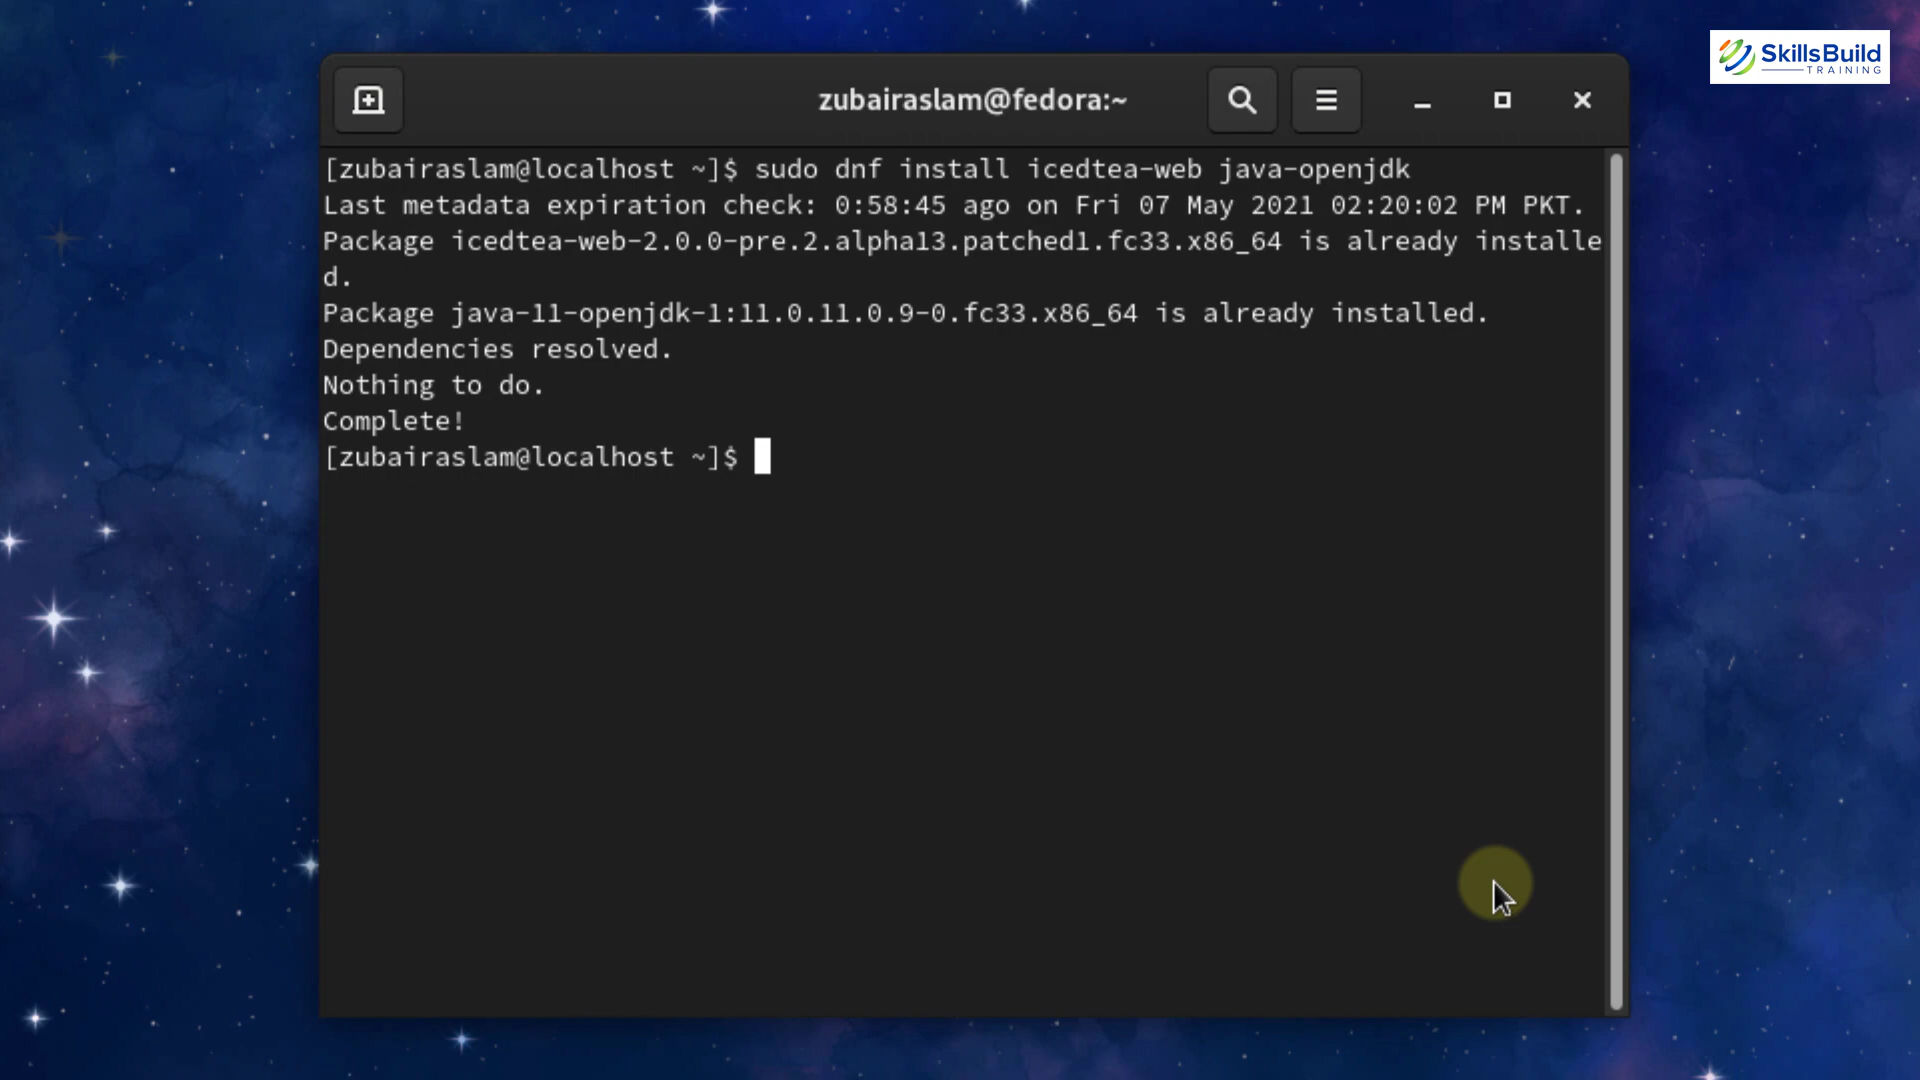 SkillsBuild
TRAINING
zubairaslam@fedora:~
[zubairaslam@localhost ~]$ sudo dnf install icedtea-web java-openjdk
Last metadata expiration check: 0:58:45 ago on Fri 07 May 2021 02:20:02 PM PKT.
Package icedtea-web-2.0.0-pre.2.alpha13.patched1.fc33.x86_64 is already installe
d.
Package java-11-openjdk-1:11.0.11.0.9-0.fc33.x86_64 is already installed.
Dependencies resolved.
Nothing to do.
Complete!
[zubairaslam@localhost ~]$